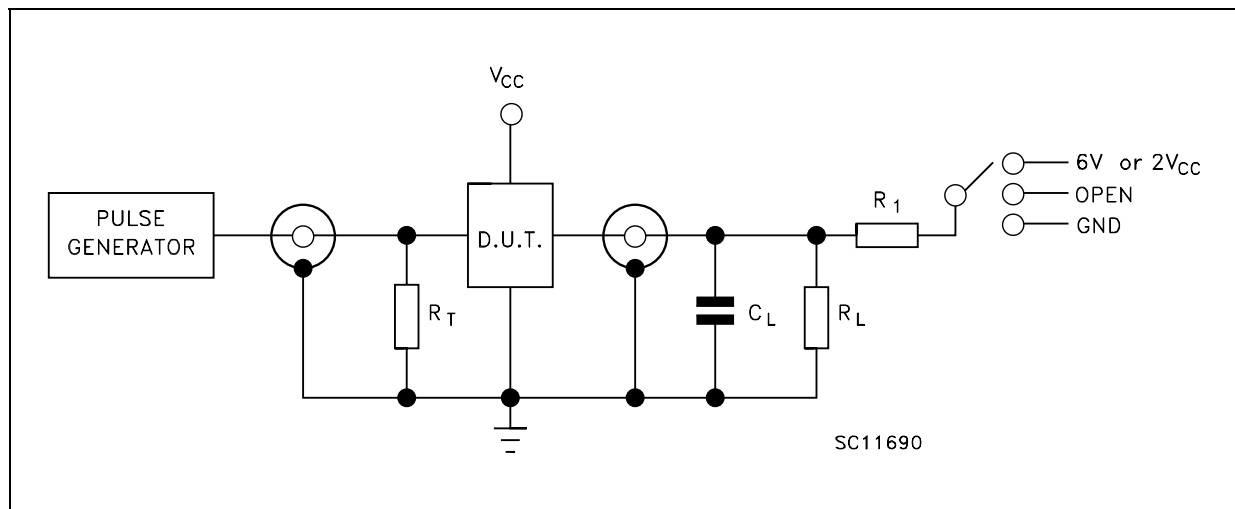 VCC
6V or 2VCC
R1
OPEN
PULSE
GENERATOR
D.U.T.
GND
RT
CL
RL
SC11690